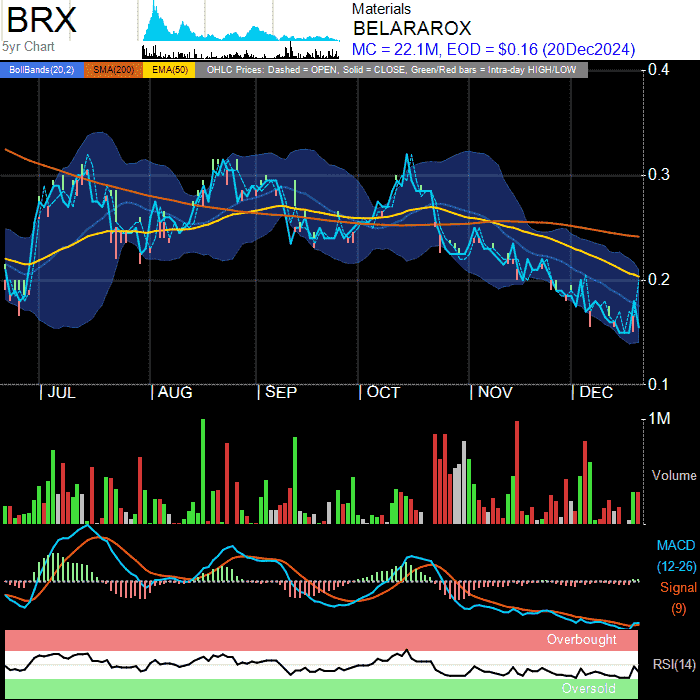 BRX
5yr Chart
Materials
BELARAROX
MC = 22.1M, EOD = $0.16 (20Dec2024)
BollBands(20,2) SMA(200) EMA(50) OHLC Prices: Dashed = OPEN, Solid = CLOSE, Green/Red bars = Intra-day HIGH/LOW
0.4
0.3
0.2
0.1
| JUL | AUG | SEP | OCT | NOV | DEC
1M
Volume
MACD
(12-26)
Signal
(9)
Overbought
RSI(14)
Oversold